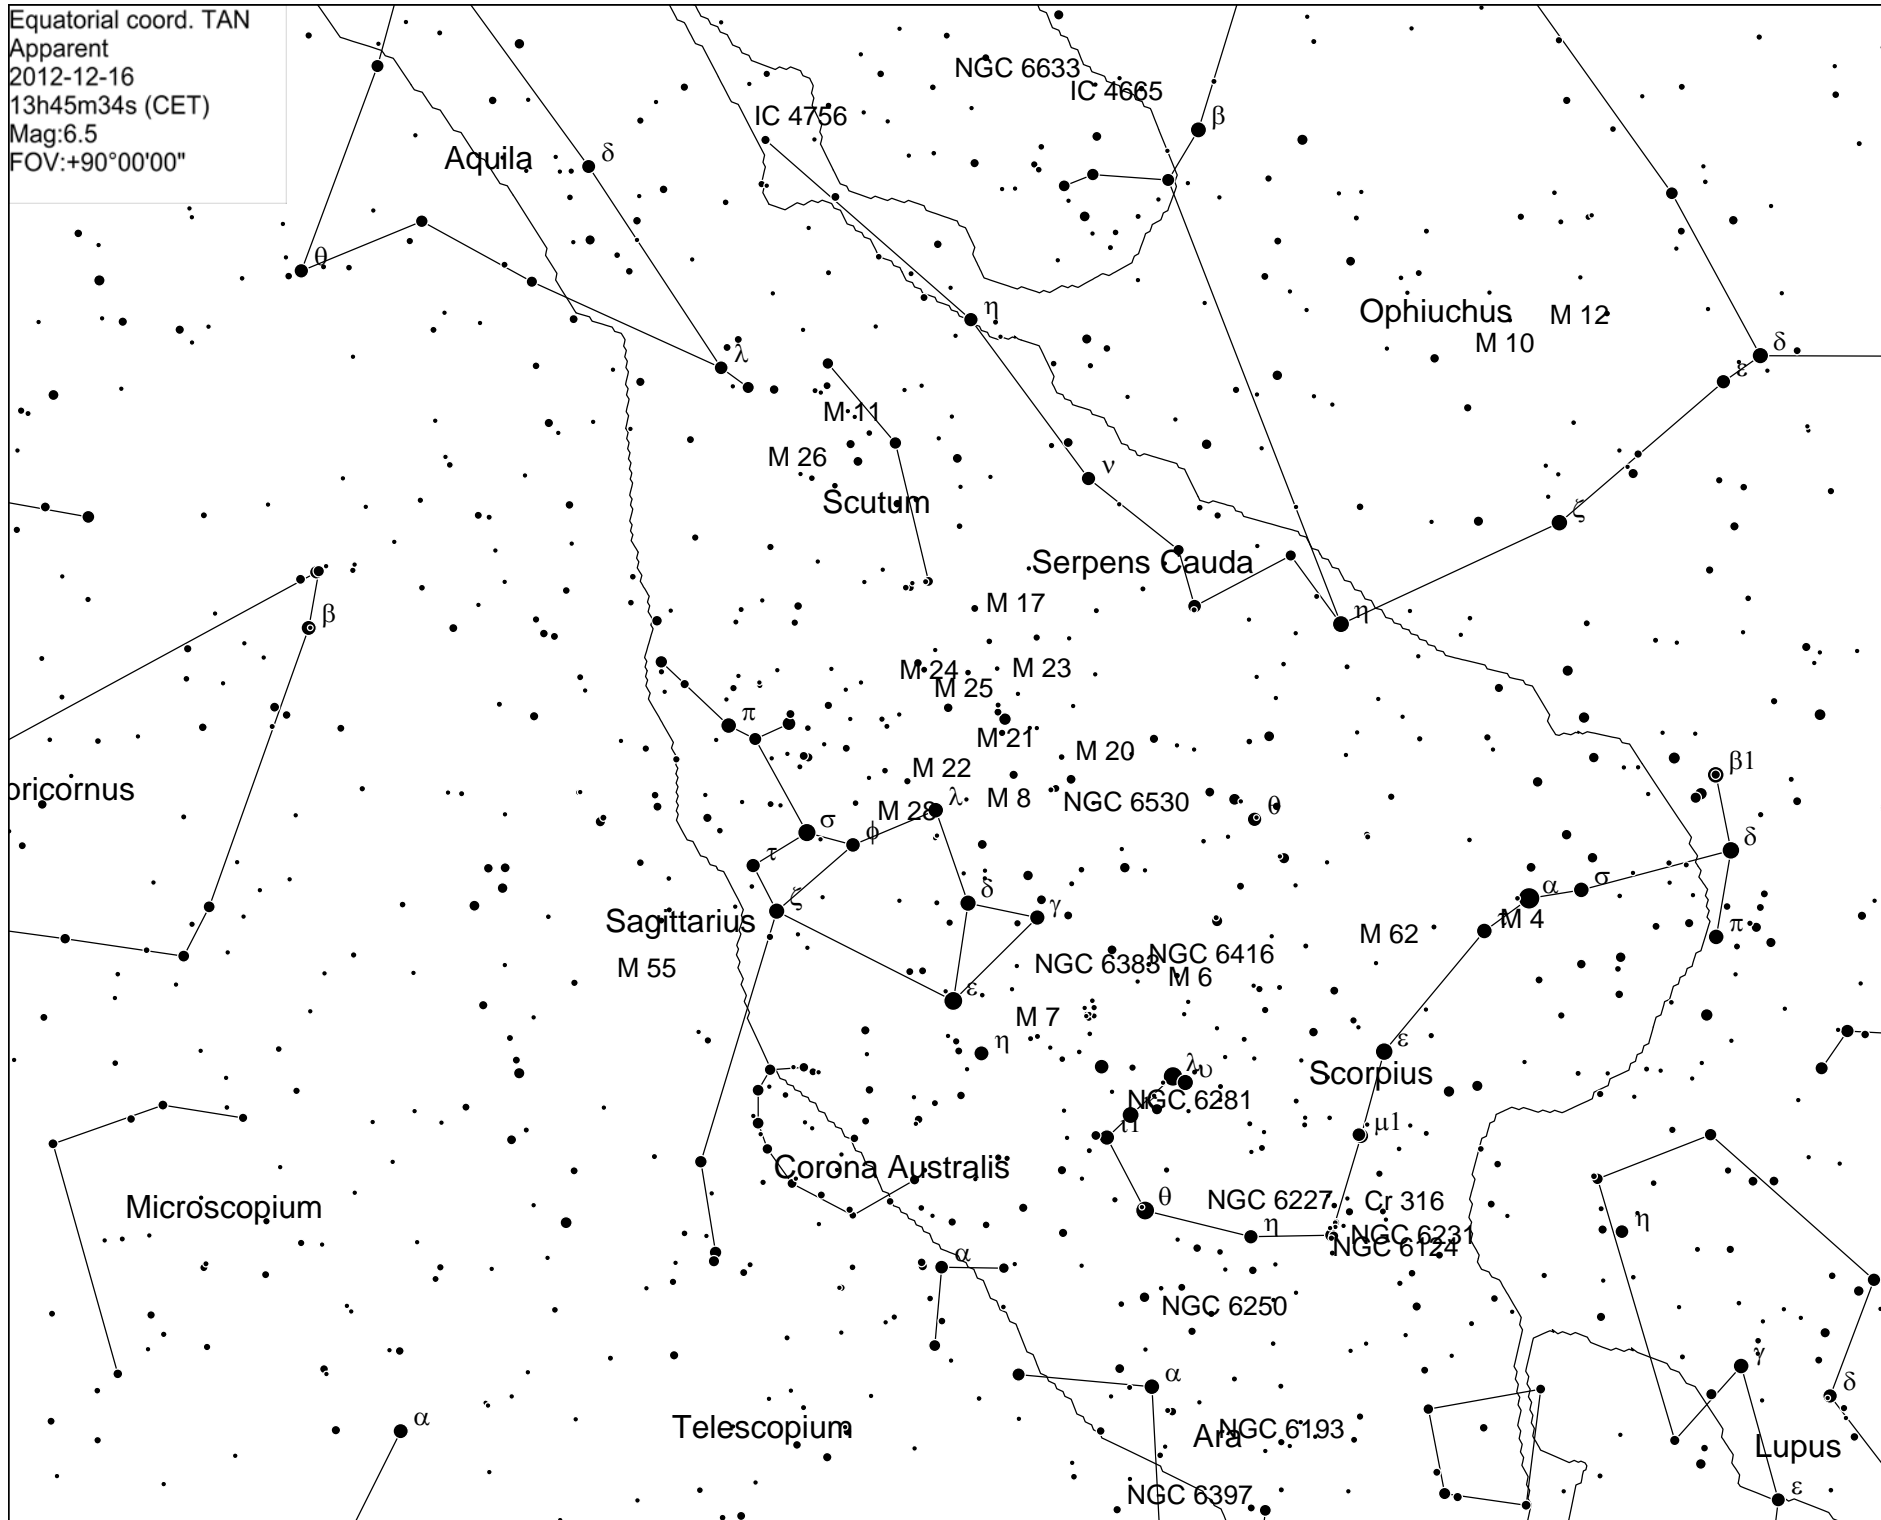 Equatorial coord. TAN
Apparent
2012-12-16
13h45m34s (CET)
Mag:6.5
FOV:+90°00'00"
NGC 6633
IC 4665
IC 4756
β
Aquila
δ
θ
η
Ophiuchus
M 12
M 10
δ
ε
λ
M 11
M 26
ν
Scutum
ζ
Serpens Cauda
M 17
β
η
M 24
M 23
M 25
π
M 21
M 20
β1
M 22
oricornus
λ
M 8
NGC 6530
θ
M 28
σ
ϕ
δ
τ
α
σ
ζ
δ
γ
Sagittarius
M 4
π
M 62
NGC 6383
NGC 6416
M 55
M 6
ε
M 7
η
ε
λ
υ
Scorpius
NGC 6281
ι1
μ1
Corona Australis
θ
NGC 6227
Cr 316
Microscopium
η
NGC 6231
η
NGC 6124
α
NGC 6250
γ
α
δ
α
Telescopium
NGC 6193
Ara
Lupus
ε
NGC 6397